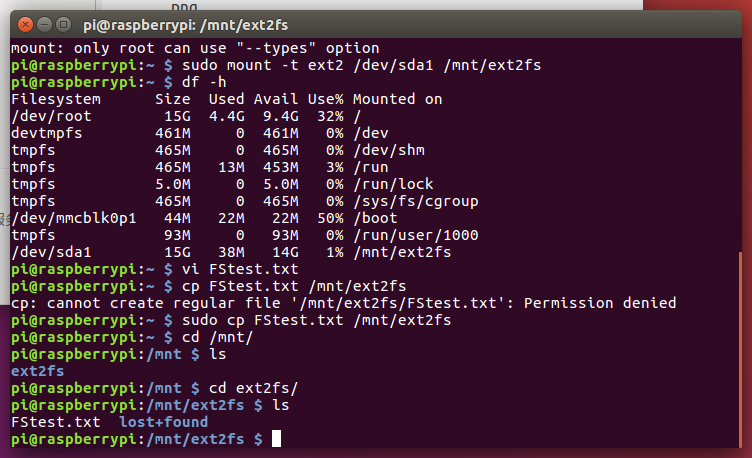 png
pi@raspberrypi: /mnt/ext2fs
mount: only root can use "--types" option
pi@raspberrypi:~ $ sudo mount -t ext2 /dev/sda1 /mnt/ext2fs
pi@raspberrypi:~ $ df -h
Filesystem      Size  Used Avail Use% Mounted on
/dev/root        15G  4.4G  9.4G  32% /
devtmpfs        461M     0  461M   0% /dev
tmpfs           465M     0  465M   0% /dev/shm
tmpfs           465M   13M  453M   3% /run
tmpfs           5.0M     0  5.0M   0% /run/lock
tmpfs           465M     0  465M   0% /sys/fs/cgroup
/dev/mmcblk0p1   44M   22M   22M  50% /boot
tmpfs            93M     0   93M   0% /run/user/1000
/dev/sda1        15G   38M   14G   1% /mnt/ext2fs
pi@raspberrypi:~ $ vi FStest.txt
pi@raspberrypi:~ $ cp FStest.txt /mnt/ext2fs
cp: cannot create regular file '/mnt/ext2fs/FStest.txt': Permission denied
pi@raspberrypi:~ $ sudo cp FStest.txt /mnt/ext2fs
pi@raspberrypi:~ $ cd /mnt/
pi@raspberrypi:/mnt $ ls
ext2fs
pi@raspberrypi:/mnt $ cd ext2fs/
pi@raspberrypi:/mnt/ext2fs $ ls
FStest.txt  lost+found
pi@raspberrypi:/mnt/ext2fs $